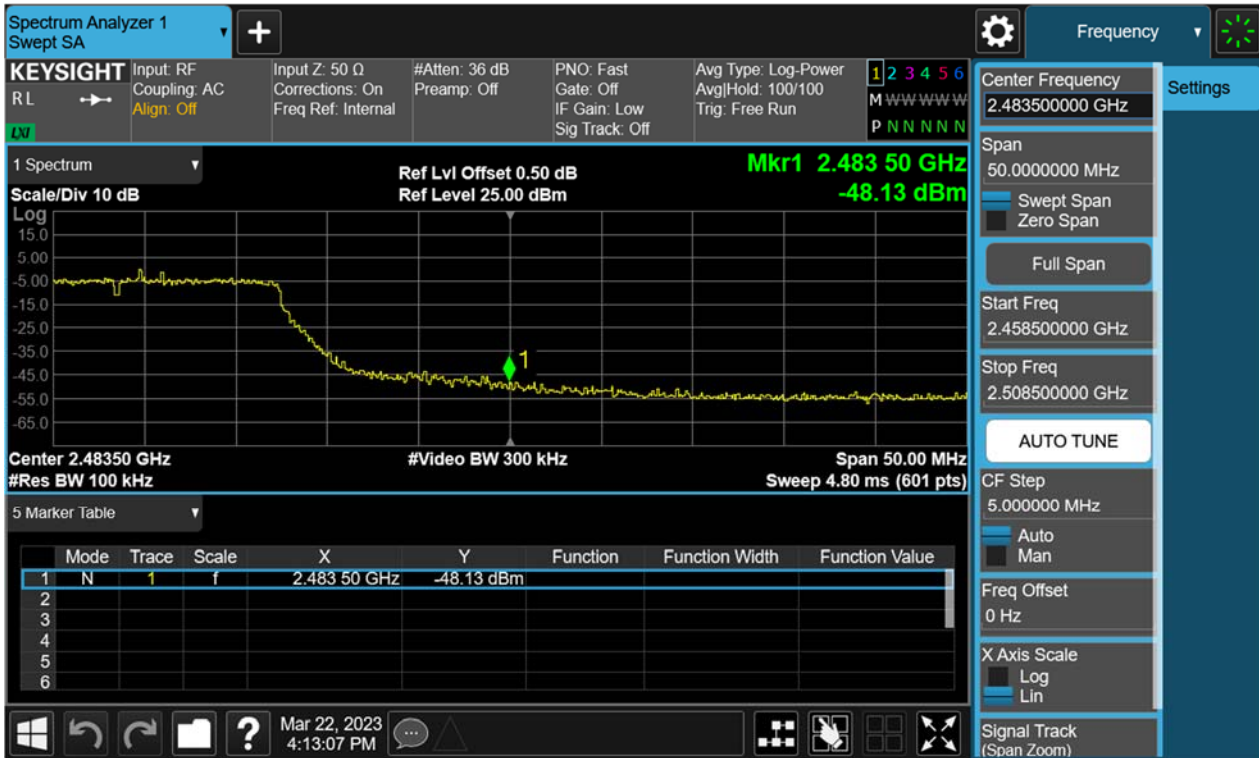 Spectrum Analyzer 1
Swept SA
+
Frequency
KEYSIGHT
RL
LXI
Input: RF
Coupling: AC
Align: Off
Input Z: 50 Ω
Corrections: On
Freq Ref: Internal
#Atten: 36 dB
Preamp: Off
PNO: Fast
Gate: Off
IF Gain: Low
Sig Track: Off
Avg Type: Log-Power
Avg|Hold: 100/100
Trig: Free Run
1 2 3 4 5 6
M W W W W W W
P N N N N N
1 Spectrum
Scale/Div 10 dB
Ref Lvl Offset 0.50 dB
Ref Level 25.00 dBm
Mkr1 2.483 50 GHz
-48.13 dBm
Log
15.0
5.00
-5.00
-15.0
-25.0
-35.0
-45.0
-55.0
-65.0
1
Center 2.48350 GHz
#Res BW 100 kHz
#Video BW 300 kHz
Span 50.00 MHz
Sweep 4.80 ms (601 pts)
5 Marker Table
Mode Trace Scale X Y Function Function Width Function Value
1 N 1 f 2.483 50 GHz -48.13 dBm
2
3
4
5
6
Mar 22, 2023
4:13:07 PM
Center Frequency
2.483500000 GHz
Span
50.0000000 MHz
Swept Span
Zero Span
Full Span
Start Freq
2.458500000 GHz
Stop Freq
2.508500000 GHz
AUTO TUNE
CF Step
5.000000 MHz
Auto
Man
Freq Offset
0 Hz
X Axis Scale
Log
Lin
Signal Track
(Span Zoom)
Settings